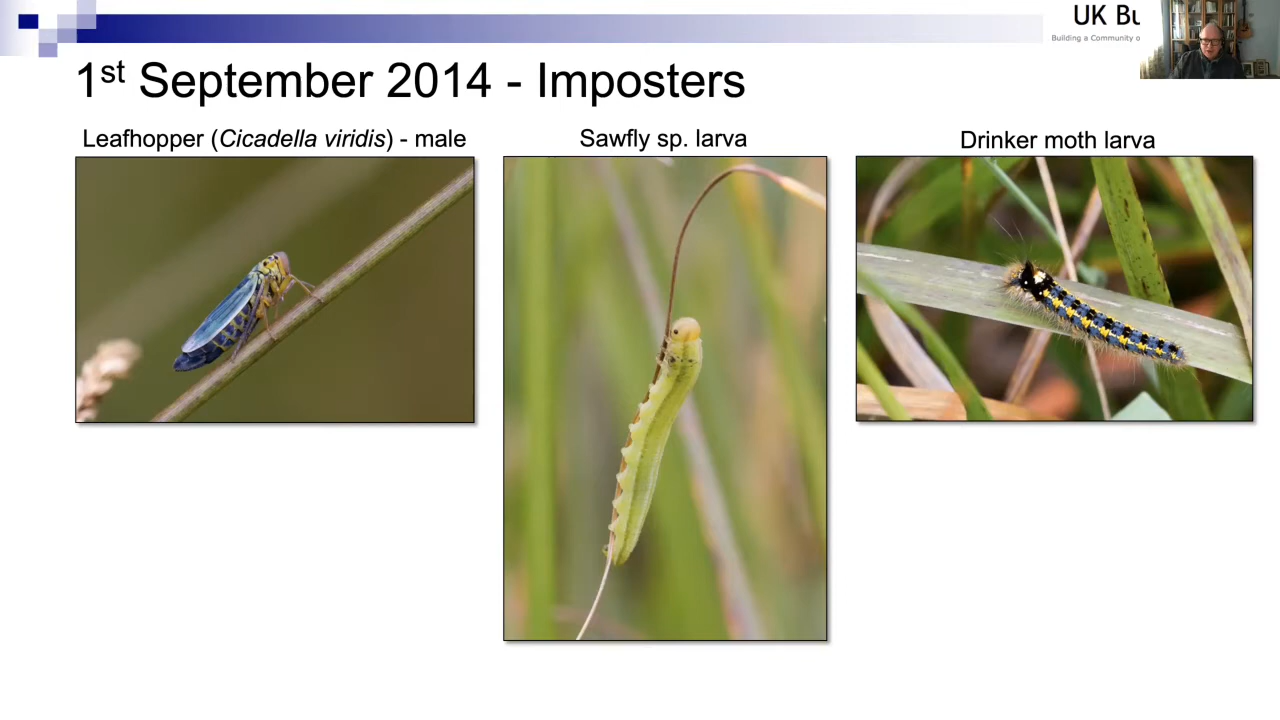 UK Bu
Building a Community o
1st September 2014 - Imposters
Leafhopper (Cicadella viridis) - male
Sawfly sp. larva
Drinker moth larva